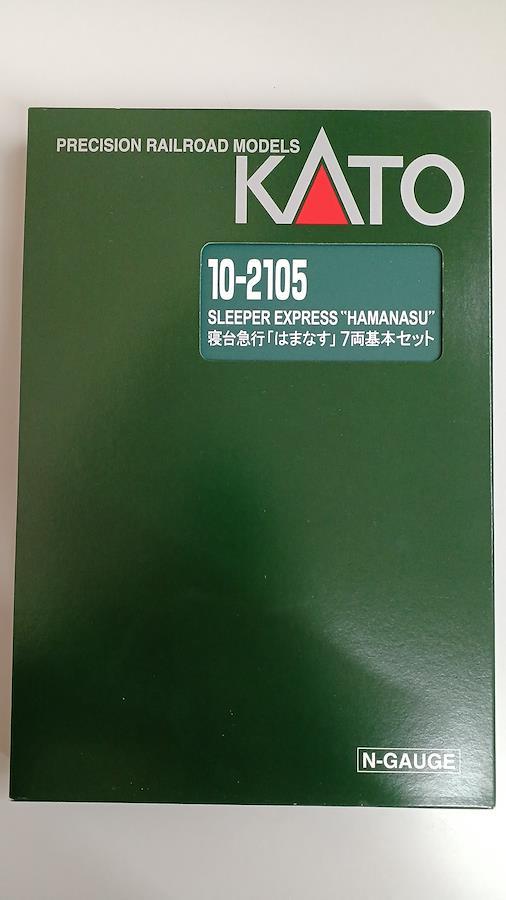 PRECISION RAILROAD MODELS
KATO
10-2105
SLEEPER EXPRESS "HAMANASU"
寝台急行「はまなす」7両基本セット
N-GAUGE